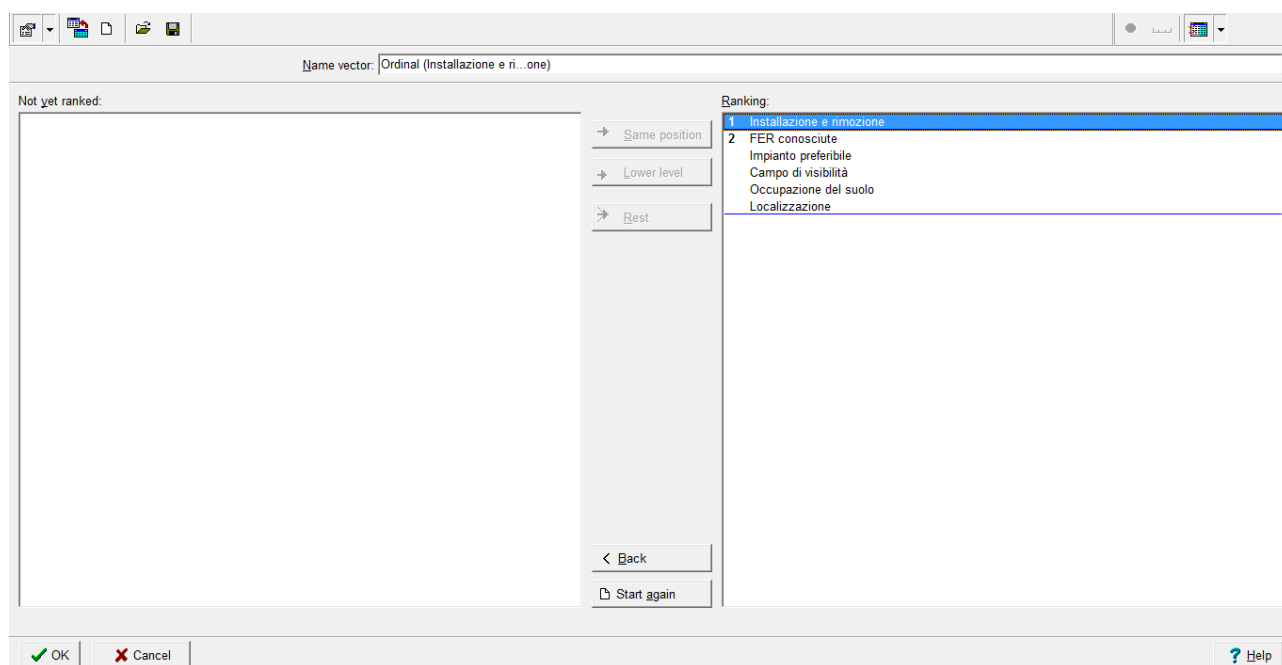 Name vector: Ordinal (Installazione e ri...one)
Not yet ranked:
Same position
Lower level
Rest
< Back
Start again
Ranking:
1 Installazione e rimozione
2 FER conosciute
Impianto preferibile
Campo di visibilità
Occupazione del suolo
Localizzazione
OK Cancel ? Help